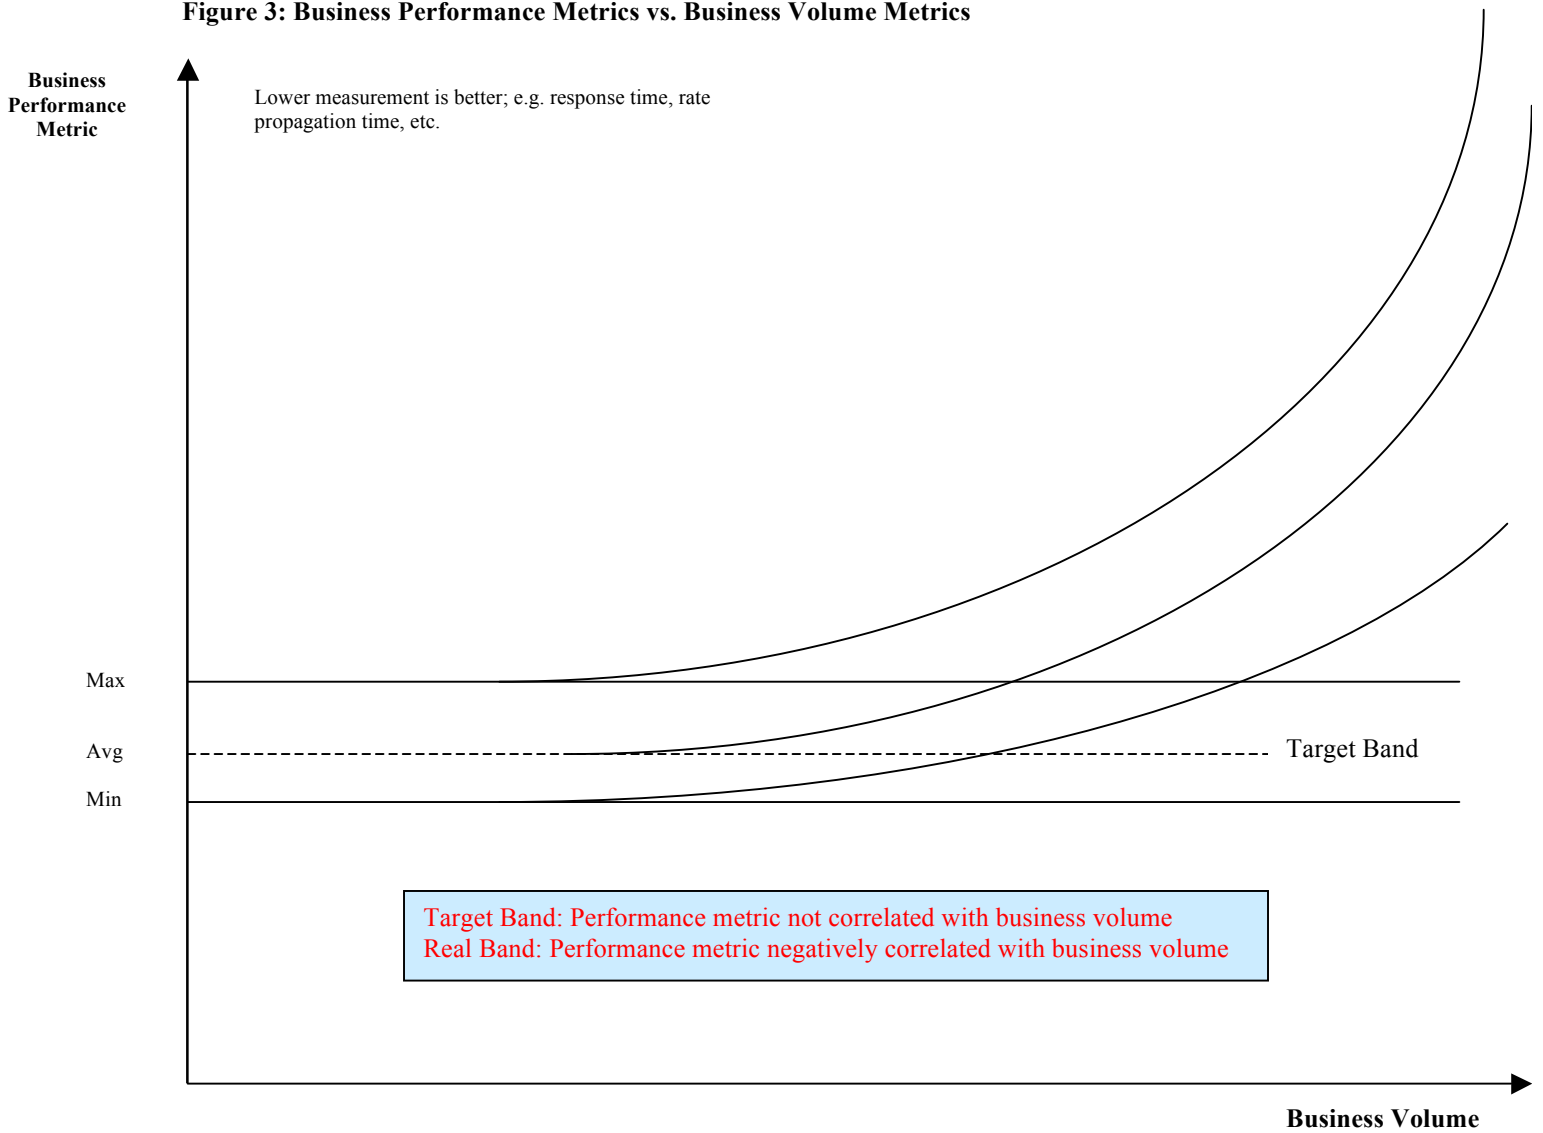 Figure 3: Business Performance Metrics vs. Business Volume Metrics
Business
Performance
Metric
Lower measurement is better; e.g. response time, rate
propagation time, etc.
Max
Avg
Target Band
Min
Target Band: Performance metric not correlated with business volume
Real Band: Performance metric negatively correlated with business volume
Business Volume